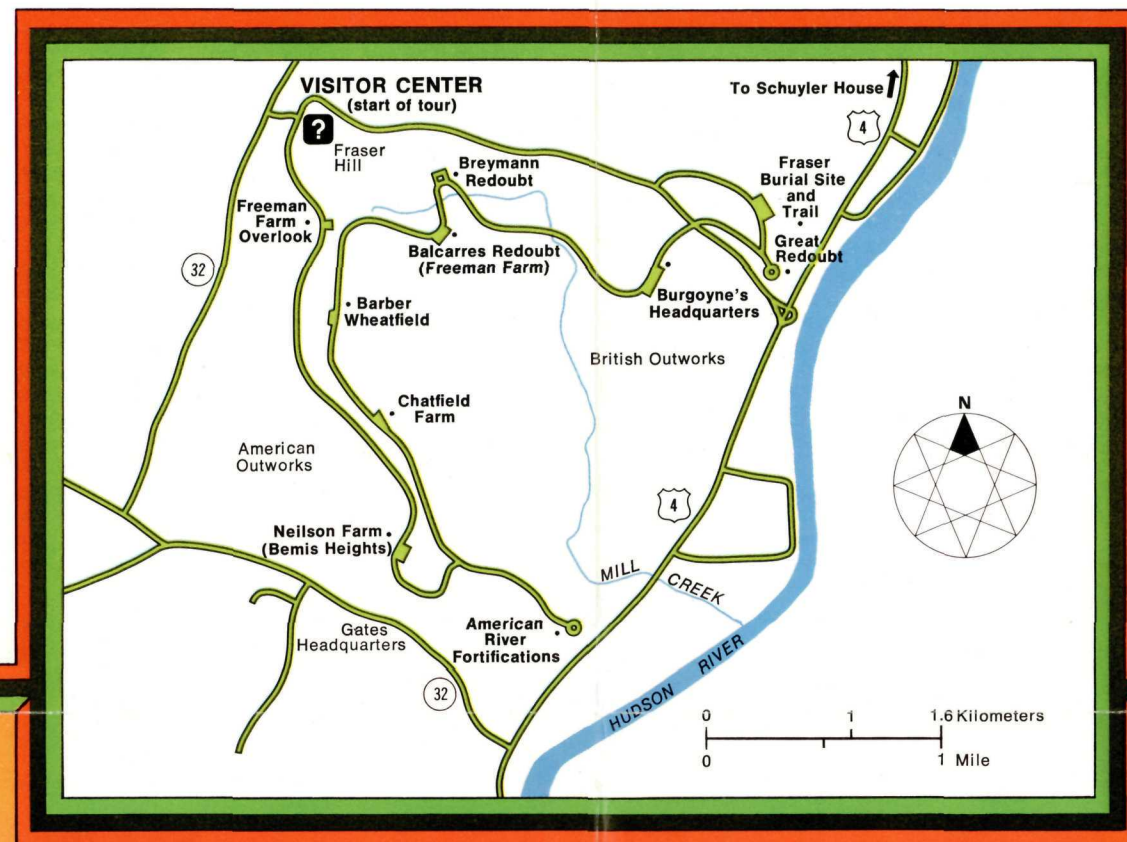 VISITOR CENTER
(start of tour)
?
Fraser
Hill
To Schuyler House
4
Breymann
Redoubt
Fraser
Burial Site
and
Trail
Freeman
Farm
Overlook
Balcarres Redoubt
(Freeman Farm)
Great
Redoubt
32
Burgoyne's
Headquarters
Barber
Wheatfield
British Outworks
Chatfield
Farm
N
American
Outworks
4
Neilson Farm
(Bemis Heights)
MILL CREEK
American
River
Fortifications
Gates
Headquarters
HUDSON RIVER
32
0 1 1.6 Kilometers
0 1 Mile